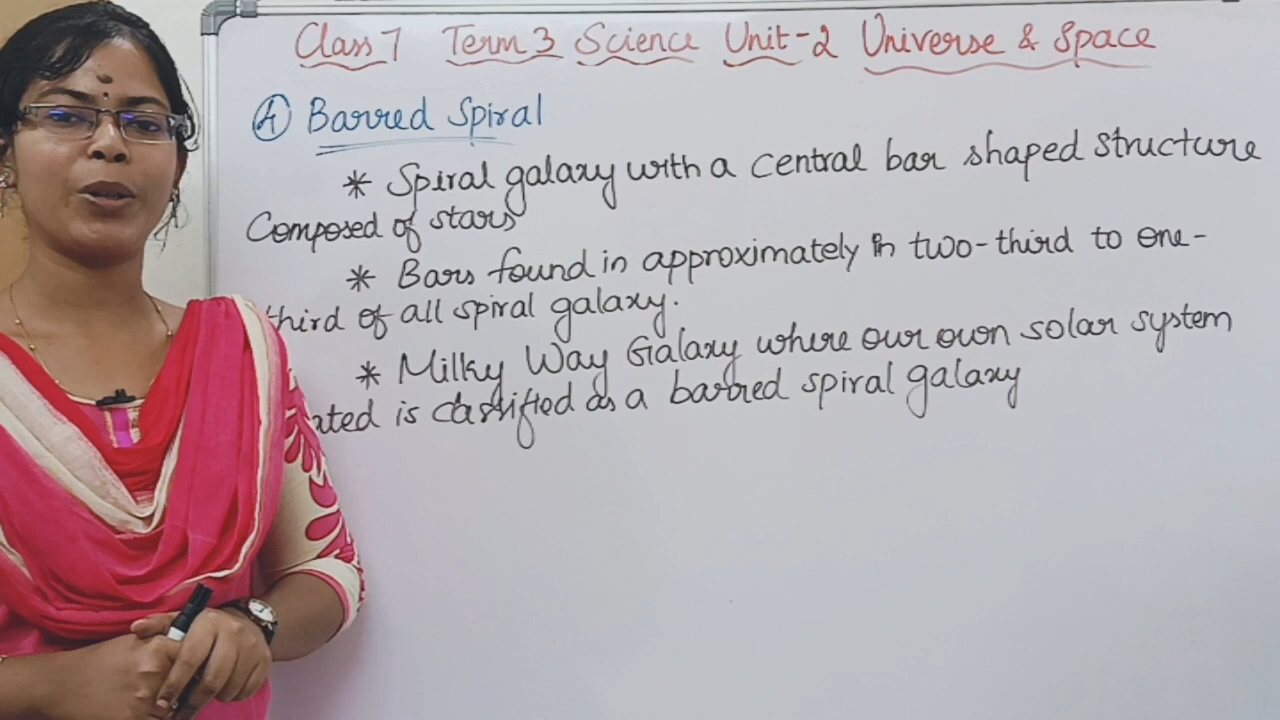 Class 7 Term 3 Science Unit-2 Universe & Space
4 Barred Spiral
* Spiral galaxy with a central bar shaped structure
Composed of stars
* Bars found in approximately in two-third to one-
third of all spiral galaxy.
* Milky Way Galaxy where our own solar system
ated is classified as a barred spiral galaxy